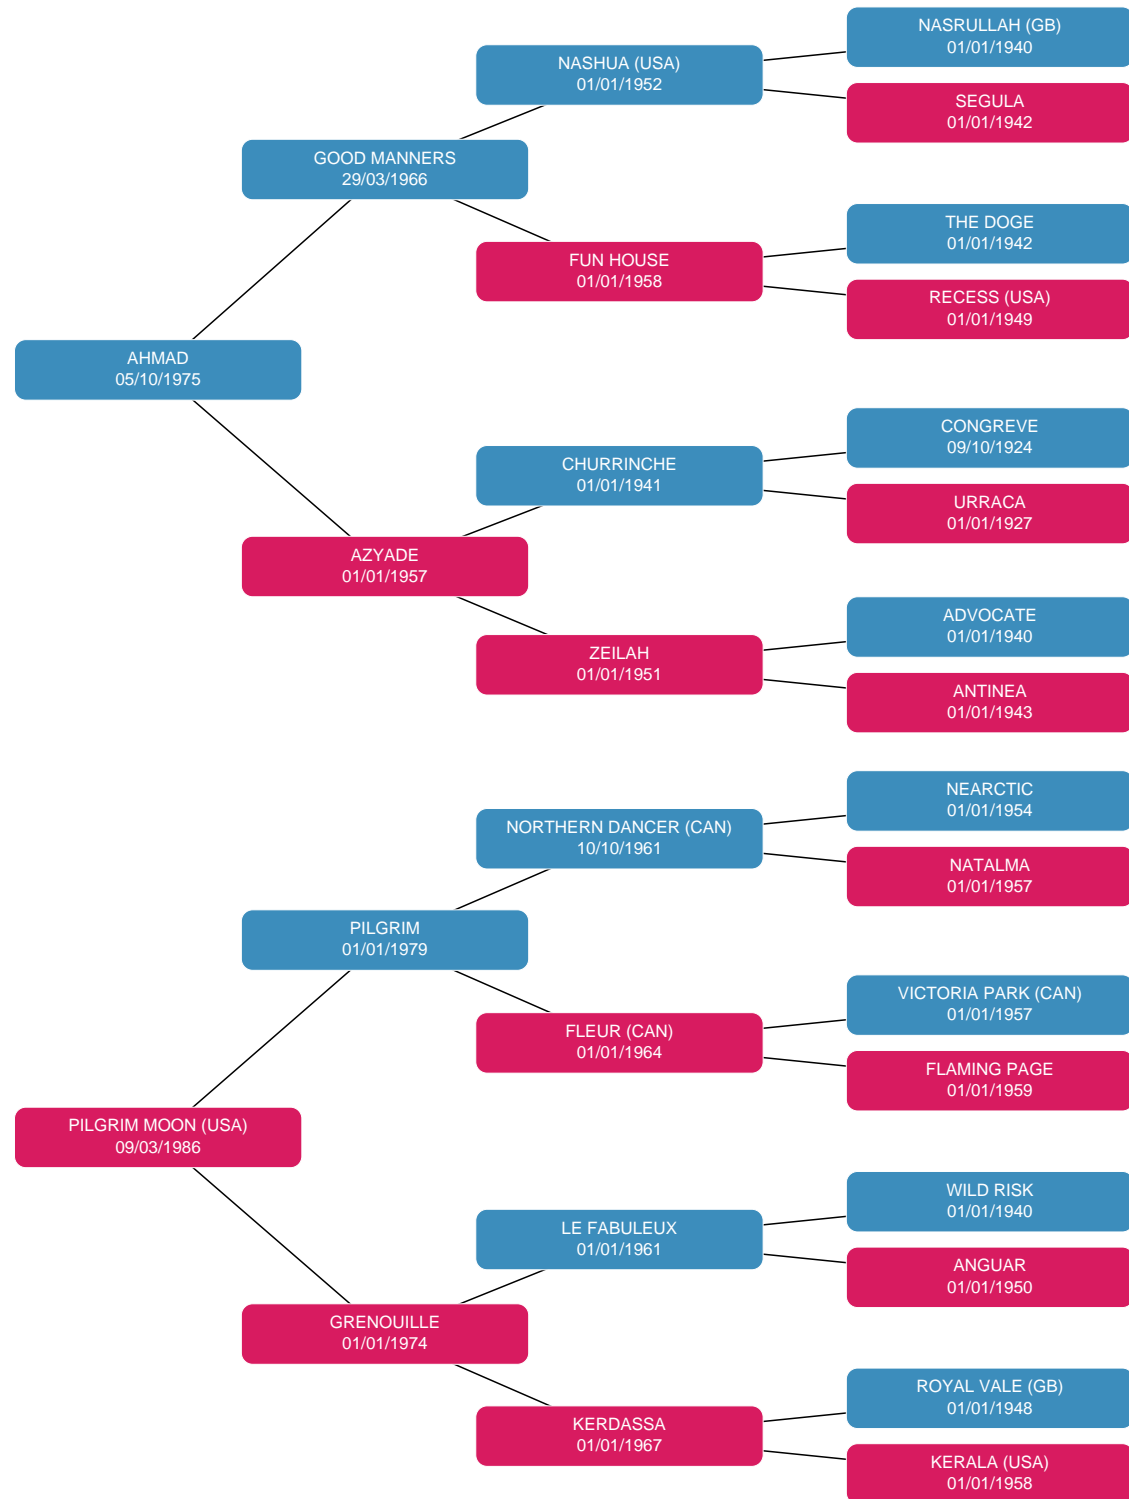 NASRULLAH (GB)
01/01/1940
NASHUA (USA)
01/01/1952
SEGULA
01/01/1942
GOOD MANNERS
29/03/1966
THE DOGE
01/01/1942
FUN HOUSE
01/01/1958
RECESS (USA)
01/01/1949
AHMAD
05/10/1975
CONGREVE
09/10/1924
CHURRINCHE
01/01/1941
URRACA
01/01/1927
AZYADE
01/01/1957
ADVOCATE
01/01/1940
ZEILAH
01/01/1951
ANTINEA
01/01/1943
NEARCTIC
01/01/1954
NORTHERN DANCER (CAN)
10/10/1961
NATALMA
01/01/1957
PILGRIM
01/01/1979
VICTORIA PARK (CAN)
01/01/1957
FLEUR (CAN)
01/01/1964
FLAMING PAGE
01/01/1959
PILGRIM MOON (USA)
09/03/1986
WILD RISK
01/01/1940
LE FABULEUX
01/01/1961
ANGUAR
01/01/1950
GRENOUILLE
01/01/1974
ROYAL VALE (GB)
01/01/1948
KERDASSA
01/01/1967
KERALA (USA)
01/01/1958